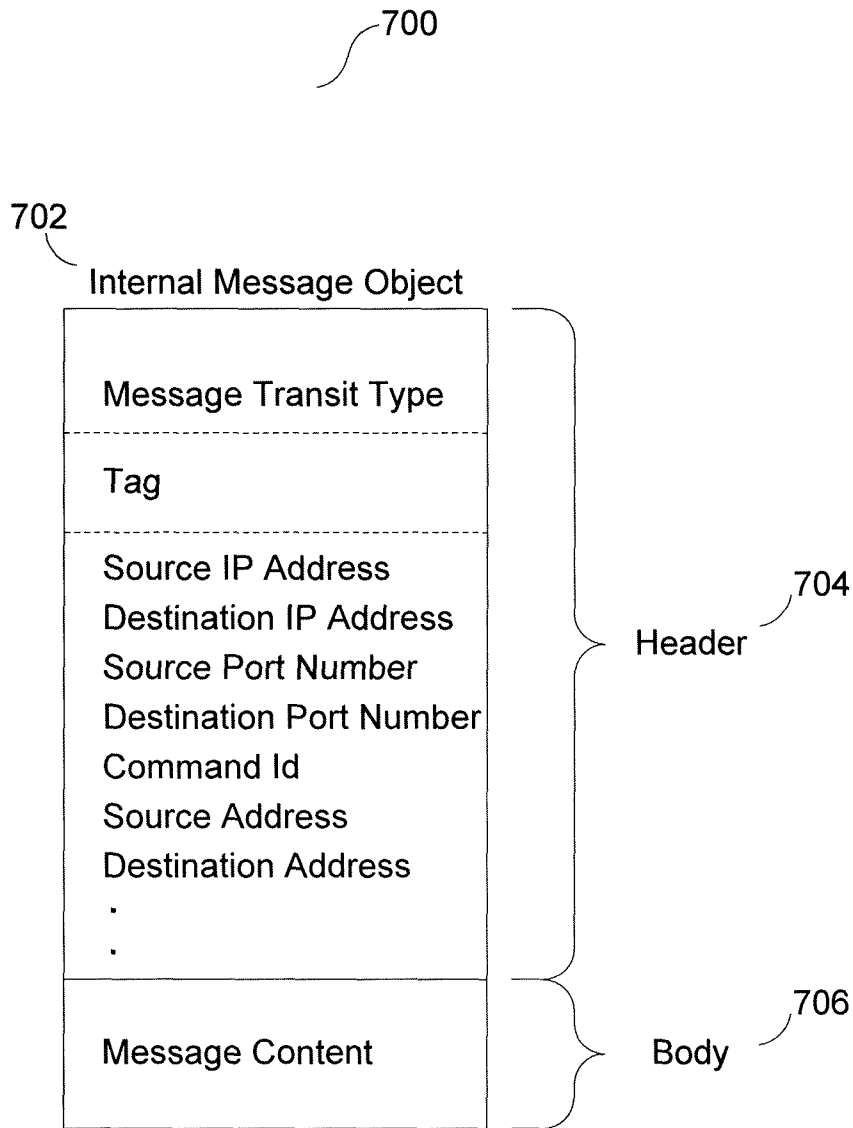 700
702
Internal Message Object
Message Transit Type
Tag
Source IP Address
Destination IP Address
Source Port Number
Destination Port Number
Command Id
Source Address
Destination Address
.
.
704
Header
Message Content
706
Body